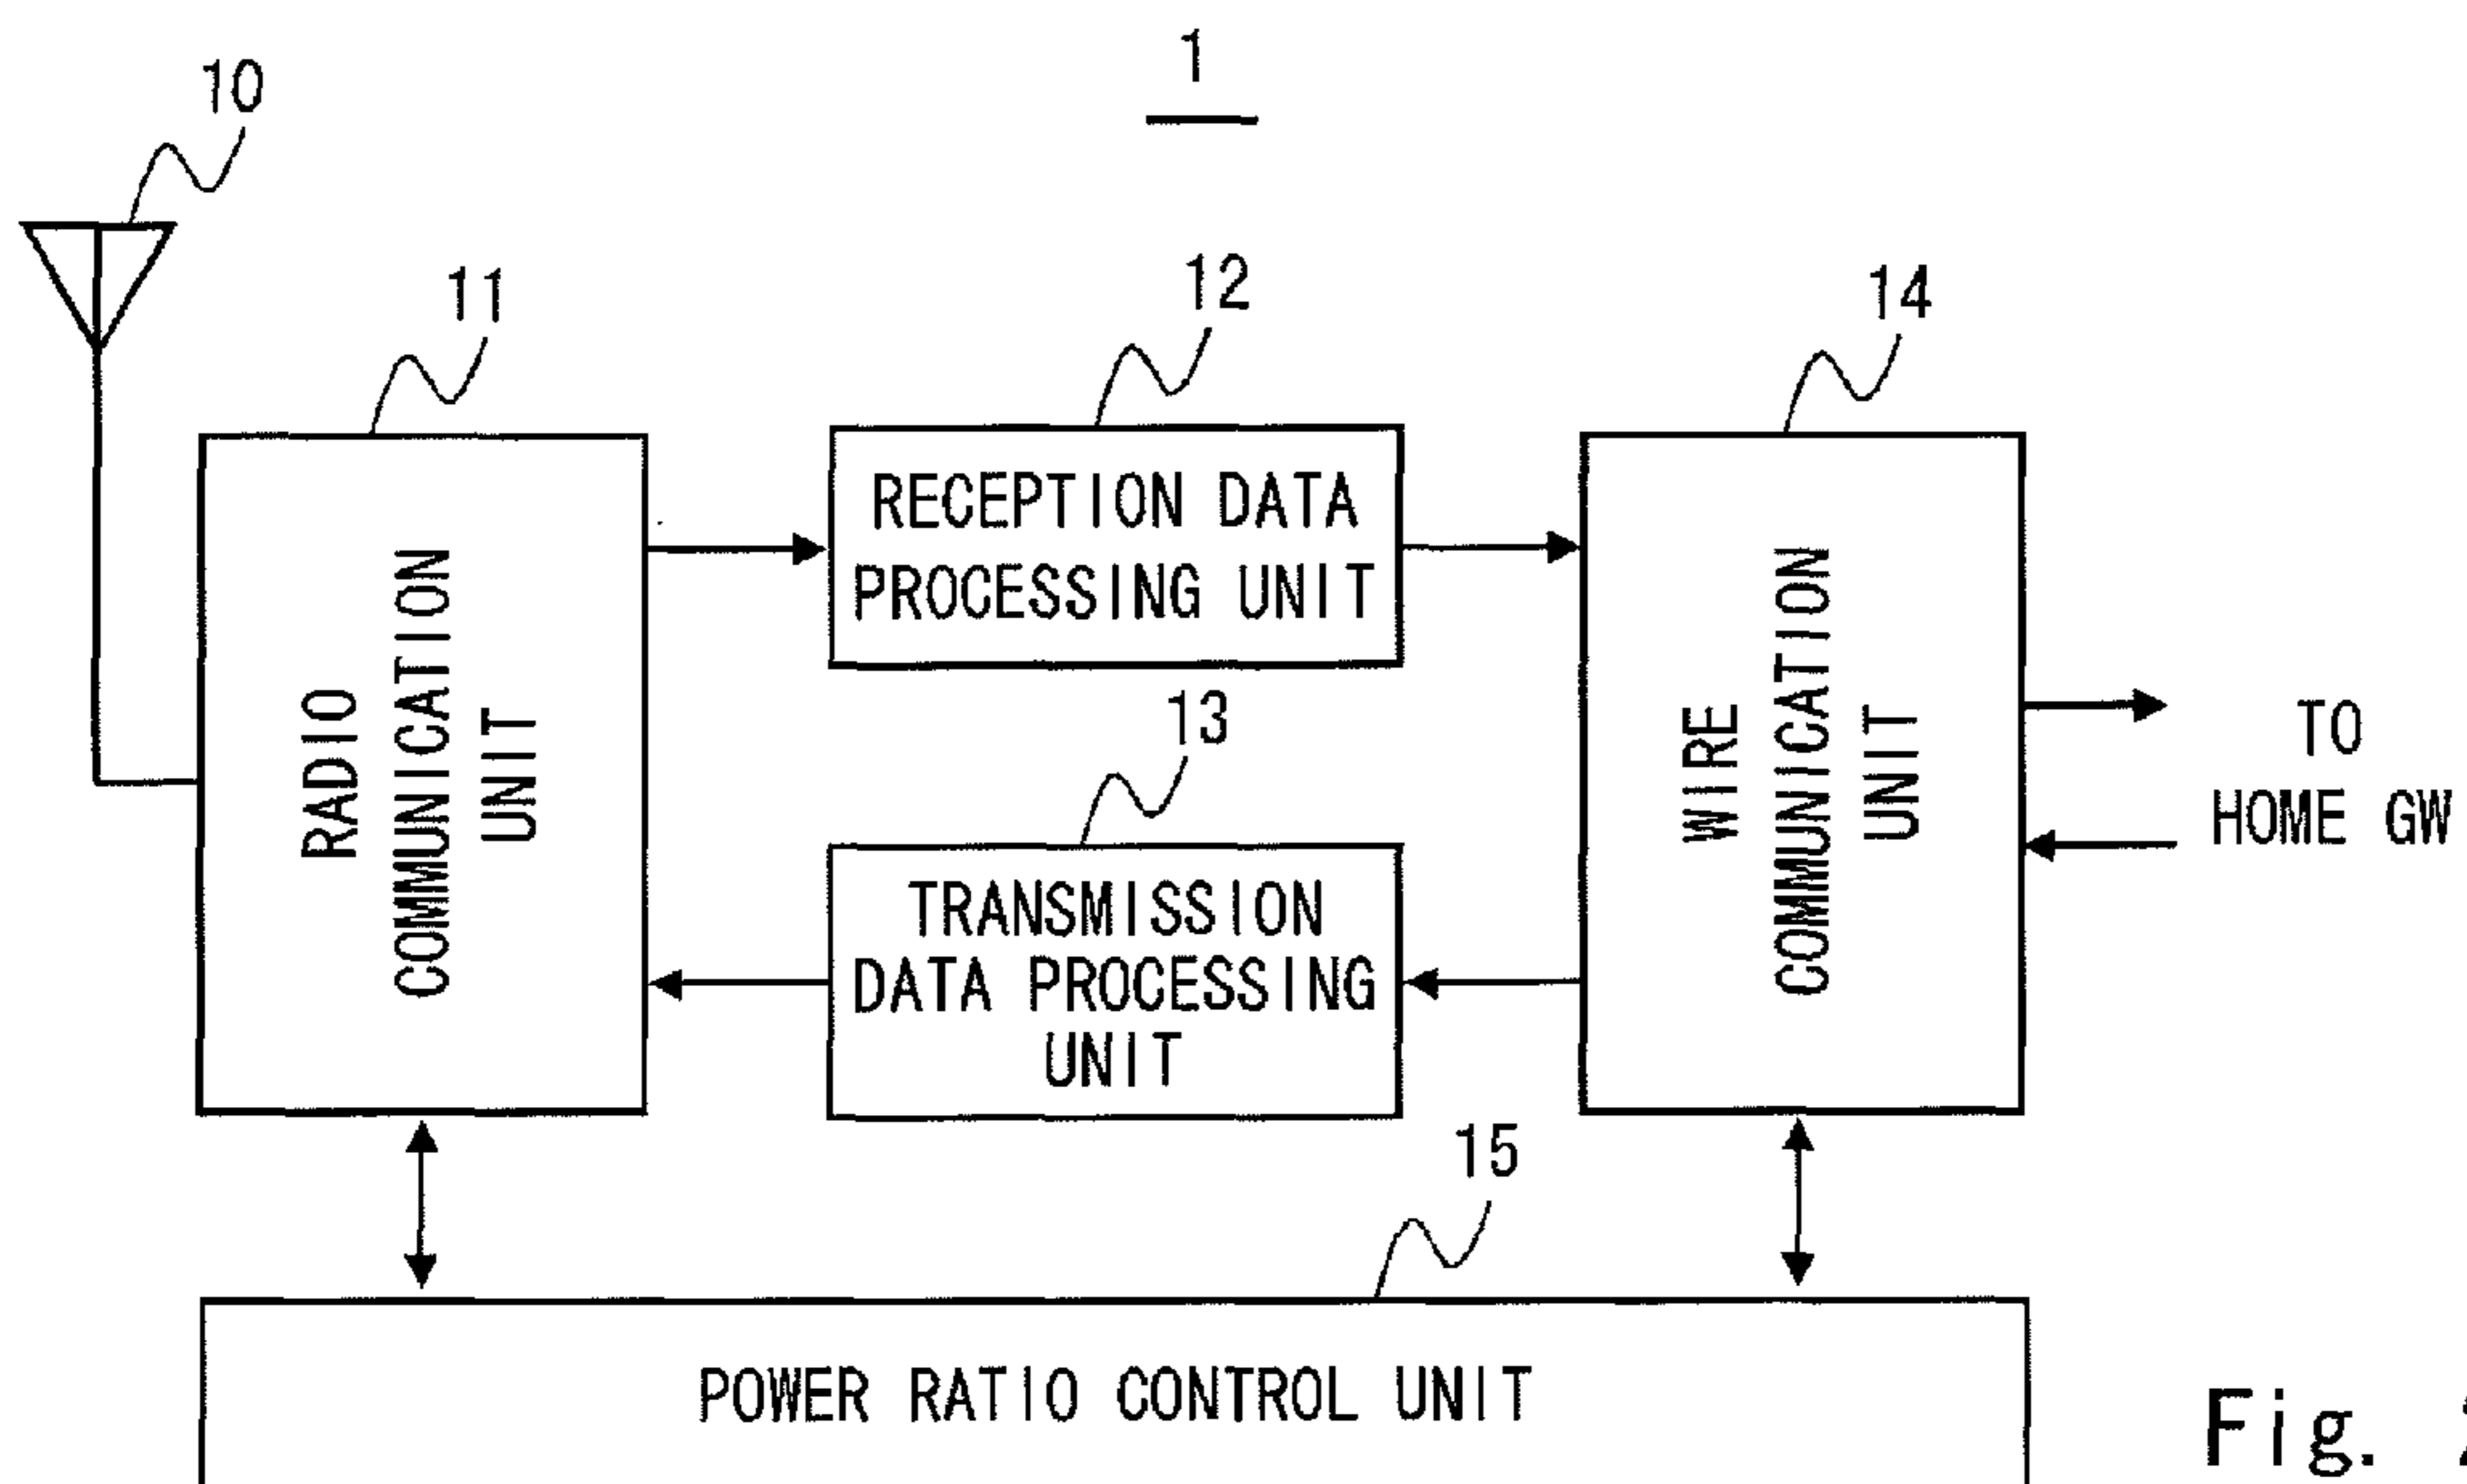 1
10
11
12
14
RECEPTION DATA
PROCESSING UNIT
RADIO
COMMUNICATION
UNIT
WIRE
COMMUNICATION
UNIT
TO
HOME GW
13
TRANSMISSION
DATA PROCESSING
UNIT
15
POWER RATIO CONTROL UNIT
Fig.